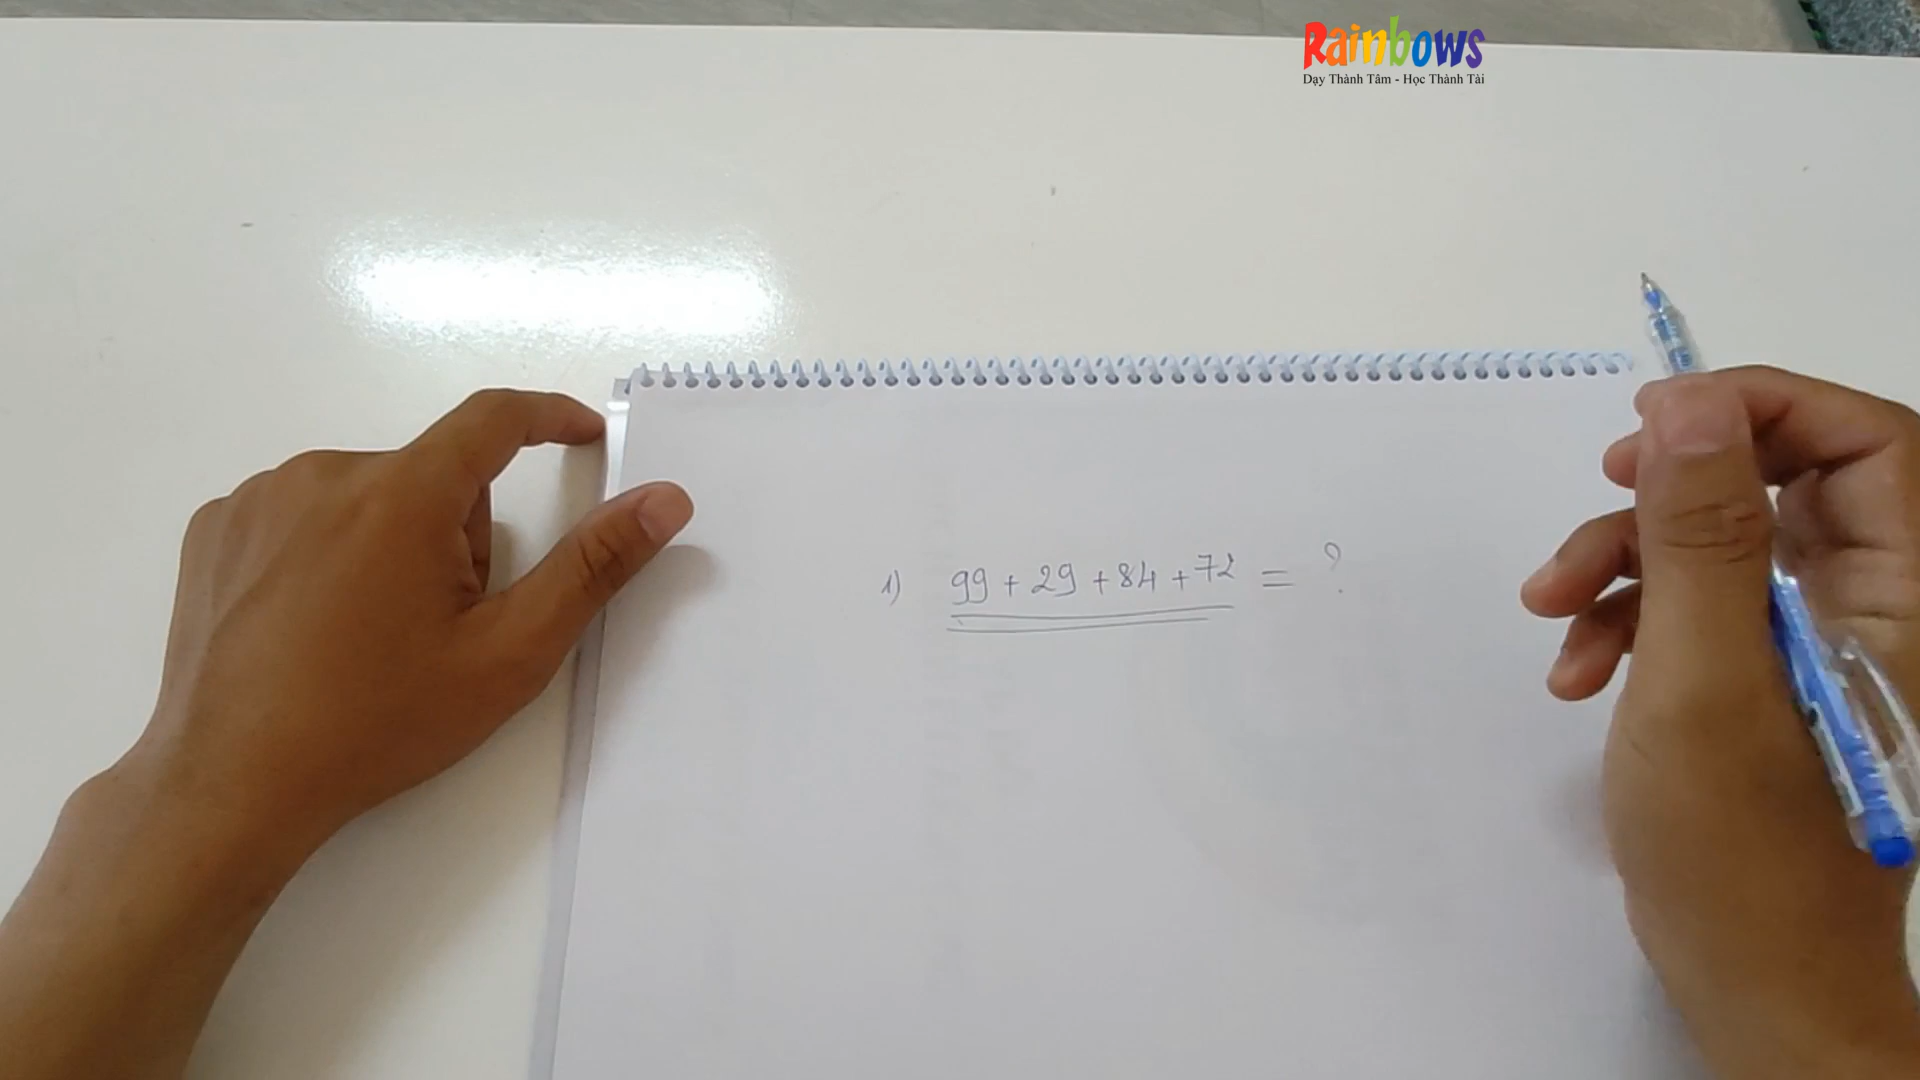 Rainbows
Dạy Thành Tâm - Học Thành Tài
1) 99 + 29 + 84 + 72 = ?